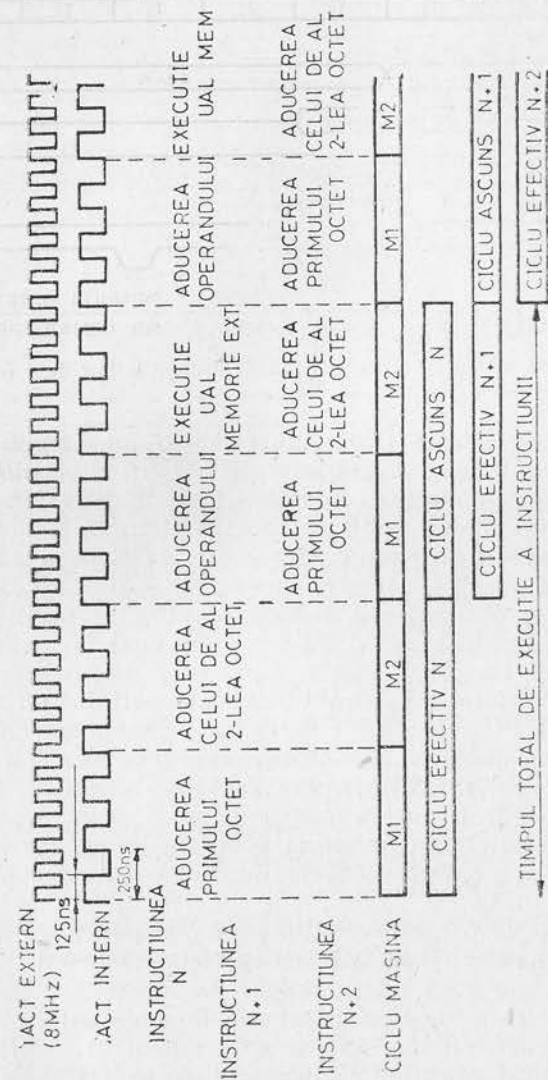 TACT EXTERN
(8MHz)
125ns
TACT INTERN
250ns
INSTRUCTIUNEA
N
ADUCEREA
PRIMULUI
OCTET
ADUCEREA
CELUI DE AL
2-LEA OCTET
ADUCEREA
OPERANDULUI
EXECUTIE
UAL
MEMORIE EXT
ADUCEREA
OPERANDULUI
EXECUTIE
UAL MEM
INSTRUCTIUNEA
N+1
INSTRUCTIUNEA
N+2
ADUCEREA
PRIMULUI
OCTET
ADUCEREA
CELUI DE AL
2-LEA OCTET
ADUCEREA
PRIMULUI
OCTET
ADUCEREA
CELUI DE AL
2-LEA OCTET
CICLU MASINA
M1
M2
M1
M2
M1
M2
CICLU EFECTIV N
CICLU ASCUNS N
CICLU EFECTIV N+1
CICLU ASCUNS N+1
CICLU EFECTIV N+2
TIMPUL TOTAL DE EXECUTIE A INSTRUCTIUNII